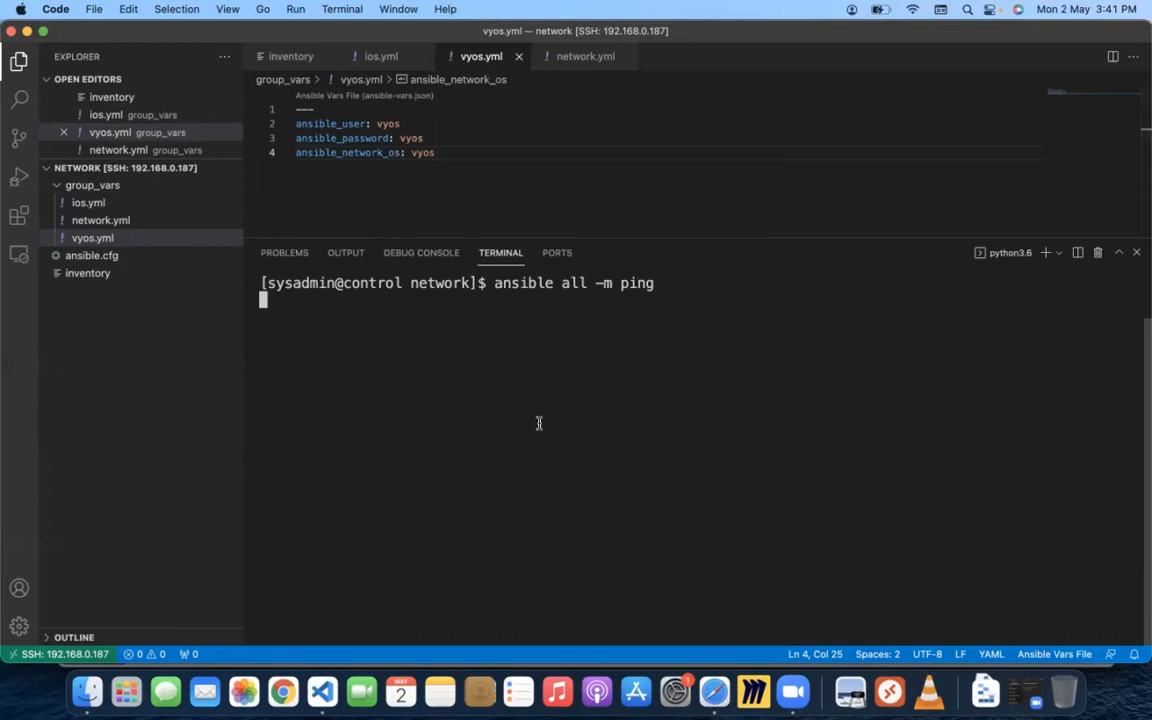 Code File Edit Selection View Go Run Terminal Window Help Mon 2 May 3:41 PM
vyos.yml — network [SSH: 192.168.0.187]
EXPLORER
OPEN EDITORS
inventory
ios.yml group_vars
vyos.yml group_vars
network.yml group_vars
NETWORK [SSH: 192.168.0.187]
group_vars
ios.yml
network.yml
vyos.yml
ansible.cfg
inventory
OUTLINE
inventory ios.yml vyos.yml network.yml
group_vars > vyos.yml > ansible_network_os
Ansible Vars File (ansible-vars.json)
1 ---
2 ansible_user: vyos
3 ansible_password: vyos
4 ansible_network_os: vyos
PROBLEMS OUTPUT DEBUG CONSOLE TERMINAL PORTS python3.6
[sysadmin@control network]$ ansible all -m ping
SSH: 192.168.0.187 0 0 0 Ln 4, Col 25 Spaces: 2 UTF-8 LF YAML Ansible Vars File
MAY
2
1